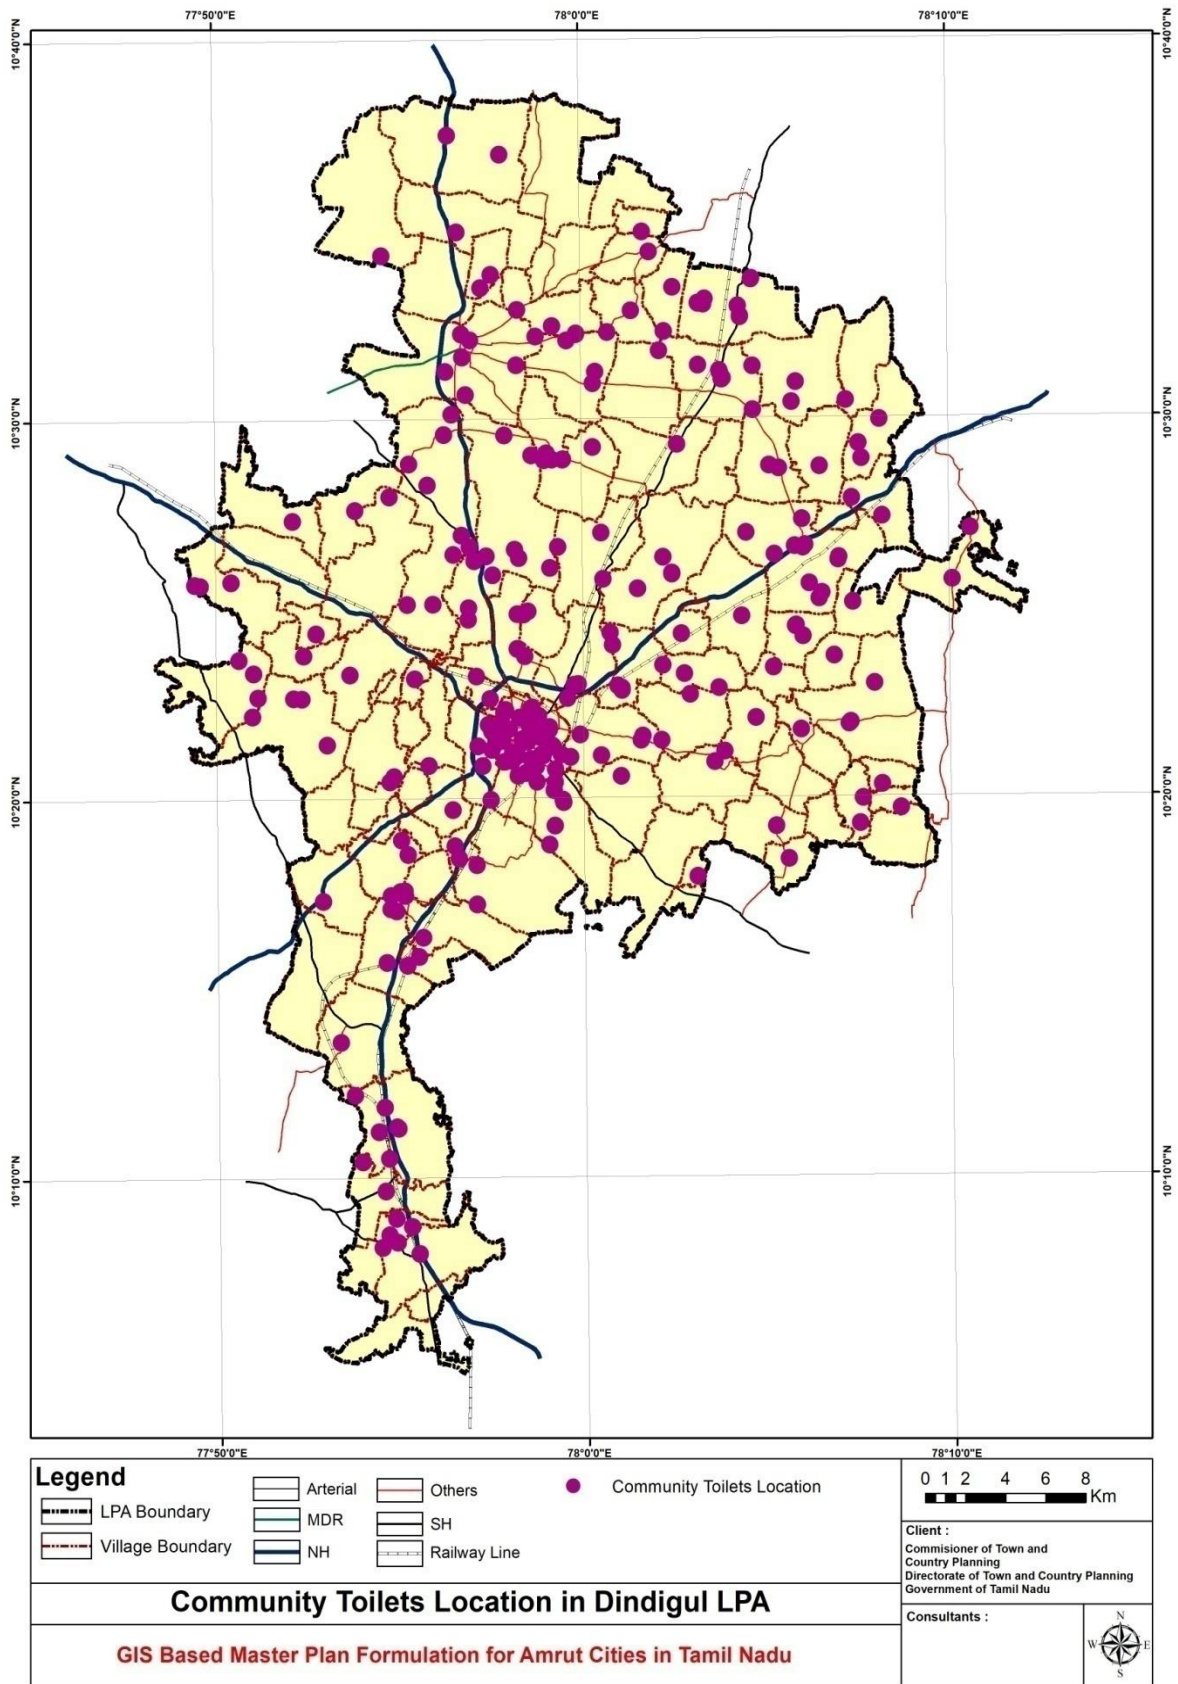 77°50'0"E
78°0'0"E
78°10'0"E
10°40'0"N
10°40'0"N
10°30'0"N
10°30'0"N
10°20'0"N
10°20'0"N
10°10'0"N
10°10'0"N
77°50'0"E
78°0'0"E
78°10'0"E
Legend
LPA Boundary
Village Boundary
Arterial
MDR
NH
Others
SH
Railway Line
Community Toilets Location
0 1 2 4 6 8
Km
Client :
Commisioner of Town and
Country Planning
Directorate of Town and Country Planning
Government of Tamil Nadu
Community Toilets Location in Dindigul LPA
GIS Based Master Plan Formulation for Amrut Cities in Tamil Nadu
Consultants :
N
W E
S